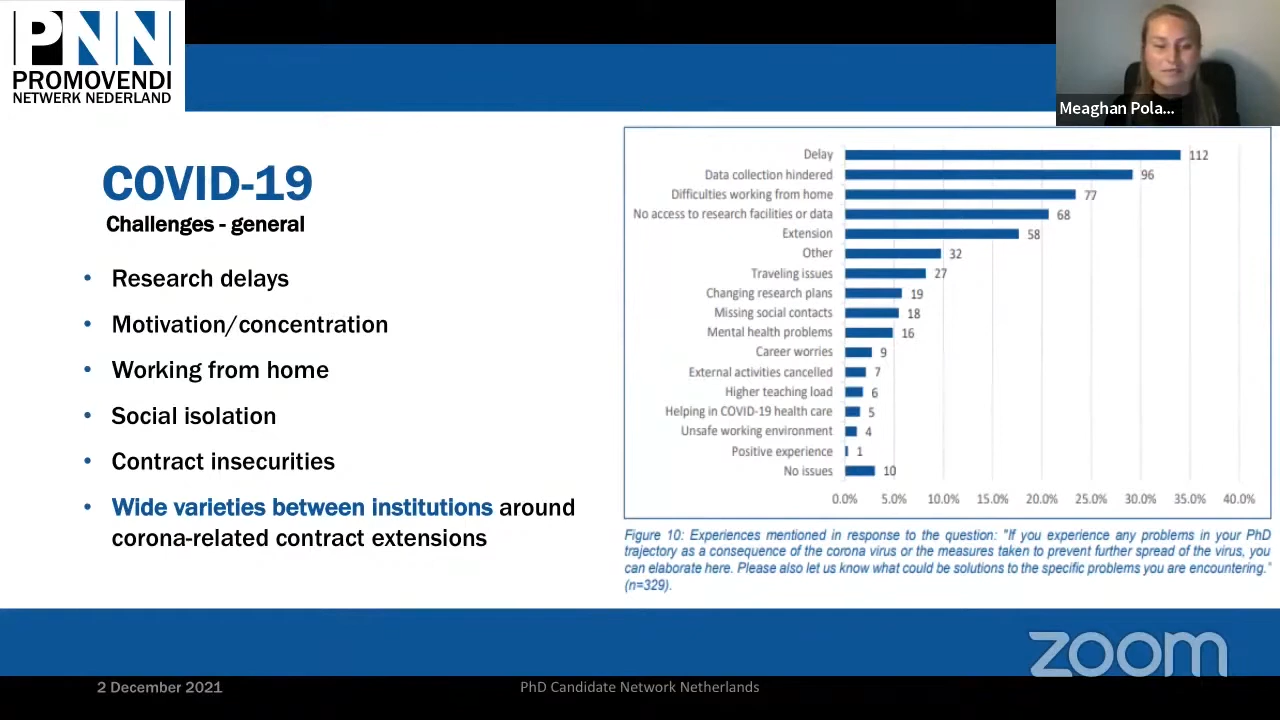 PNN
PROMOVENDI
NETWERK NEDERLAND
Meaghan Pola...
COVID-19
Challenges - general
• Research delays
• Motivation/concentration
• Working from home
• Social isolation
• Contract insecurities
• Wide varieties between institutions around
corona-related contract extensions
Delay 112
Data collection hindered 96
Difficulties working from home 77
No access to research facilities or data 68
Extension 58
Other 32
Traveling issues 27
Changing research plans 19
Missing social contacts 18
Mental health problems 16
Career worries 9
External activities cancelled 7
Higher teaching load 6
Helping in COVID-19 health care 5
Unsafe working environment 4
Positive experience 1
No issues 10
0.0% 5.0% 10.0% 15.0% 20.0% 25.0% 30.0% 35.0% 40.0%
Figure 10: Experiences mentioned in response to the question: "If you experience any problems in your PhD
trajectory as a consequence of the corona virus or the measures taken to prevent further spread of the virus, you
can elaborate here. Please also let us know what could be solutions to the specific problems you are encountering."
(n=329).
zoom
2 December 2021
PhD Candidate Network Netherlands